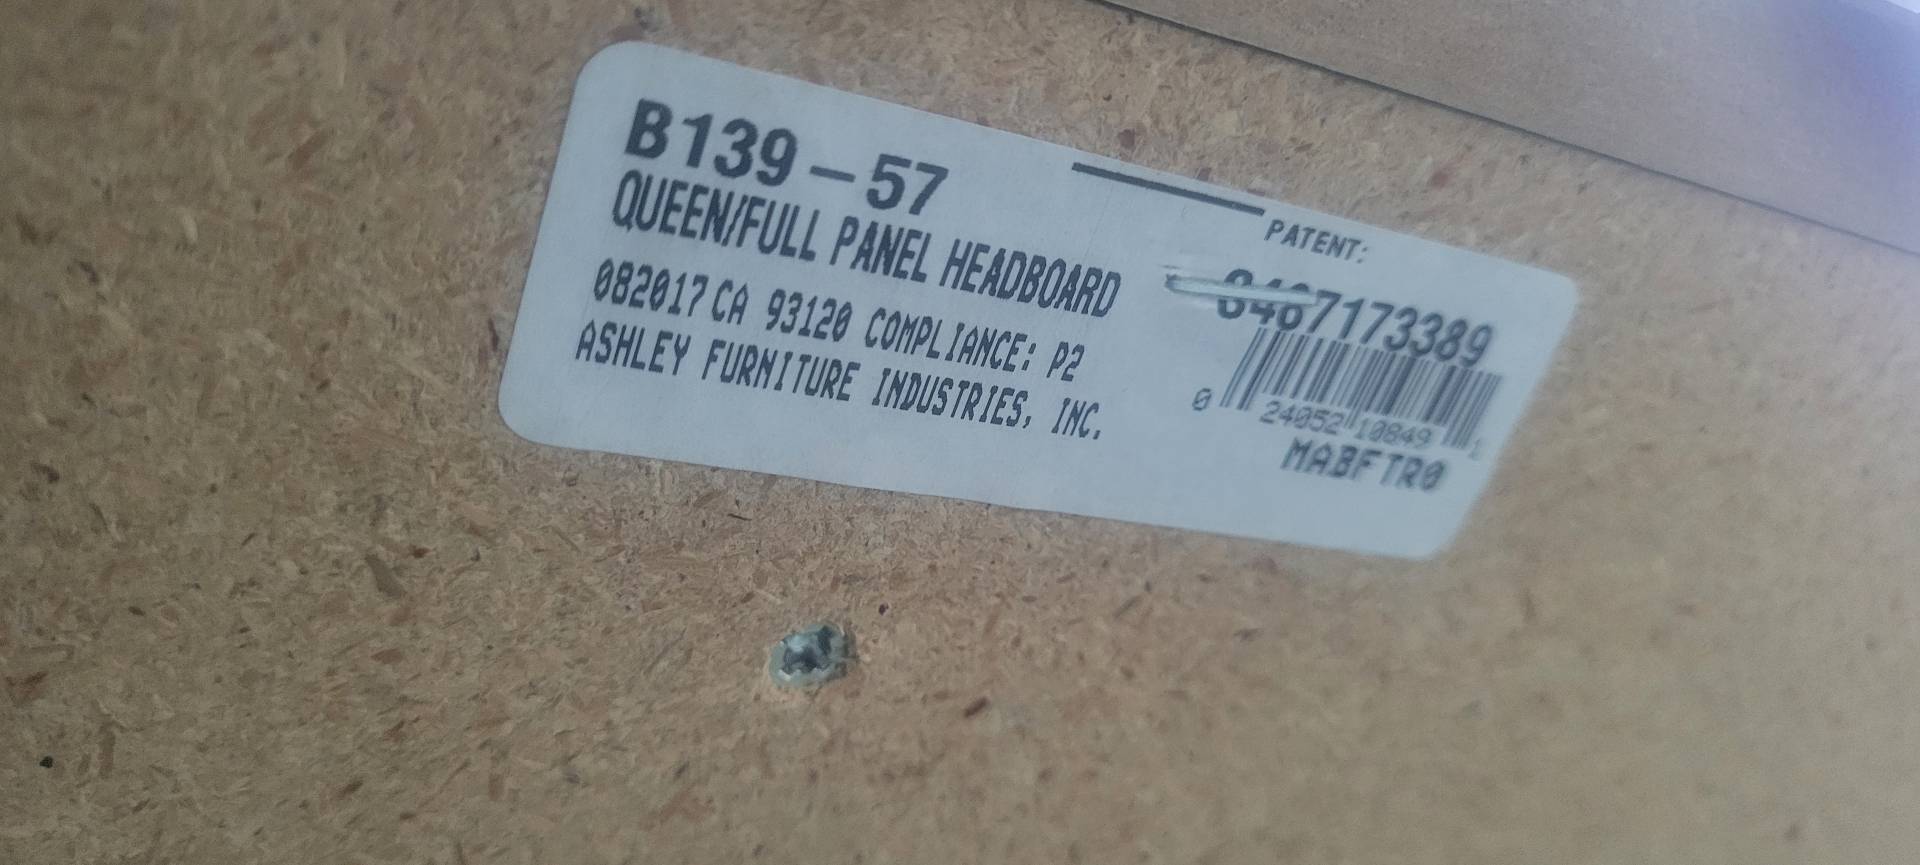 B139-57
QUEEN/FULL PANEL HEADBOARD
082017 CA 93120 COMPLIANCE: P2
ASHLEY FURNITURE INDUSTRIES, INC.
PATENT:
8467173389
0 24052 10849 1
MABFTR0